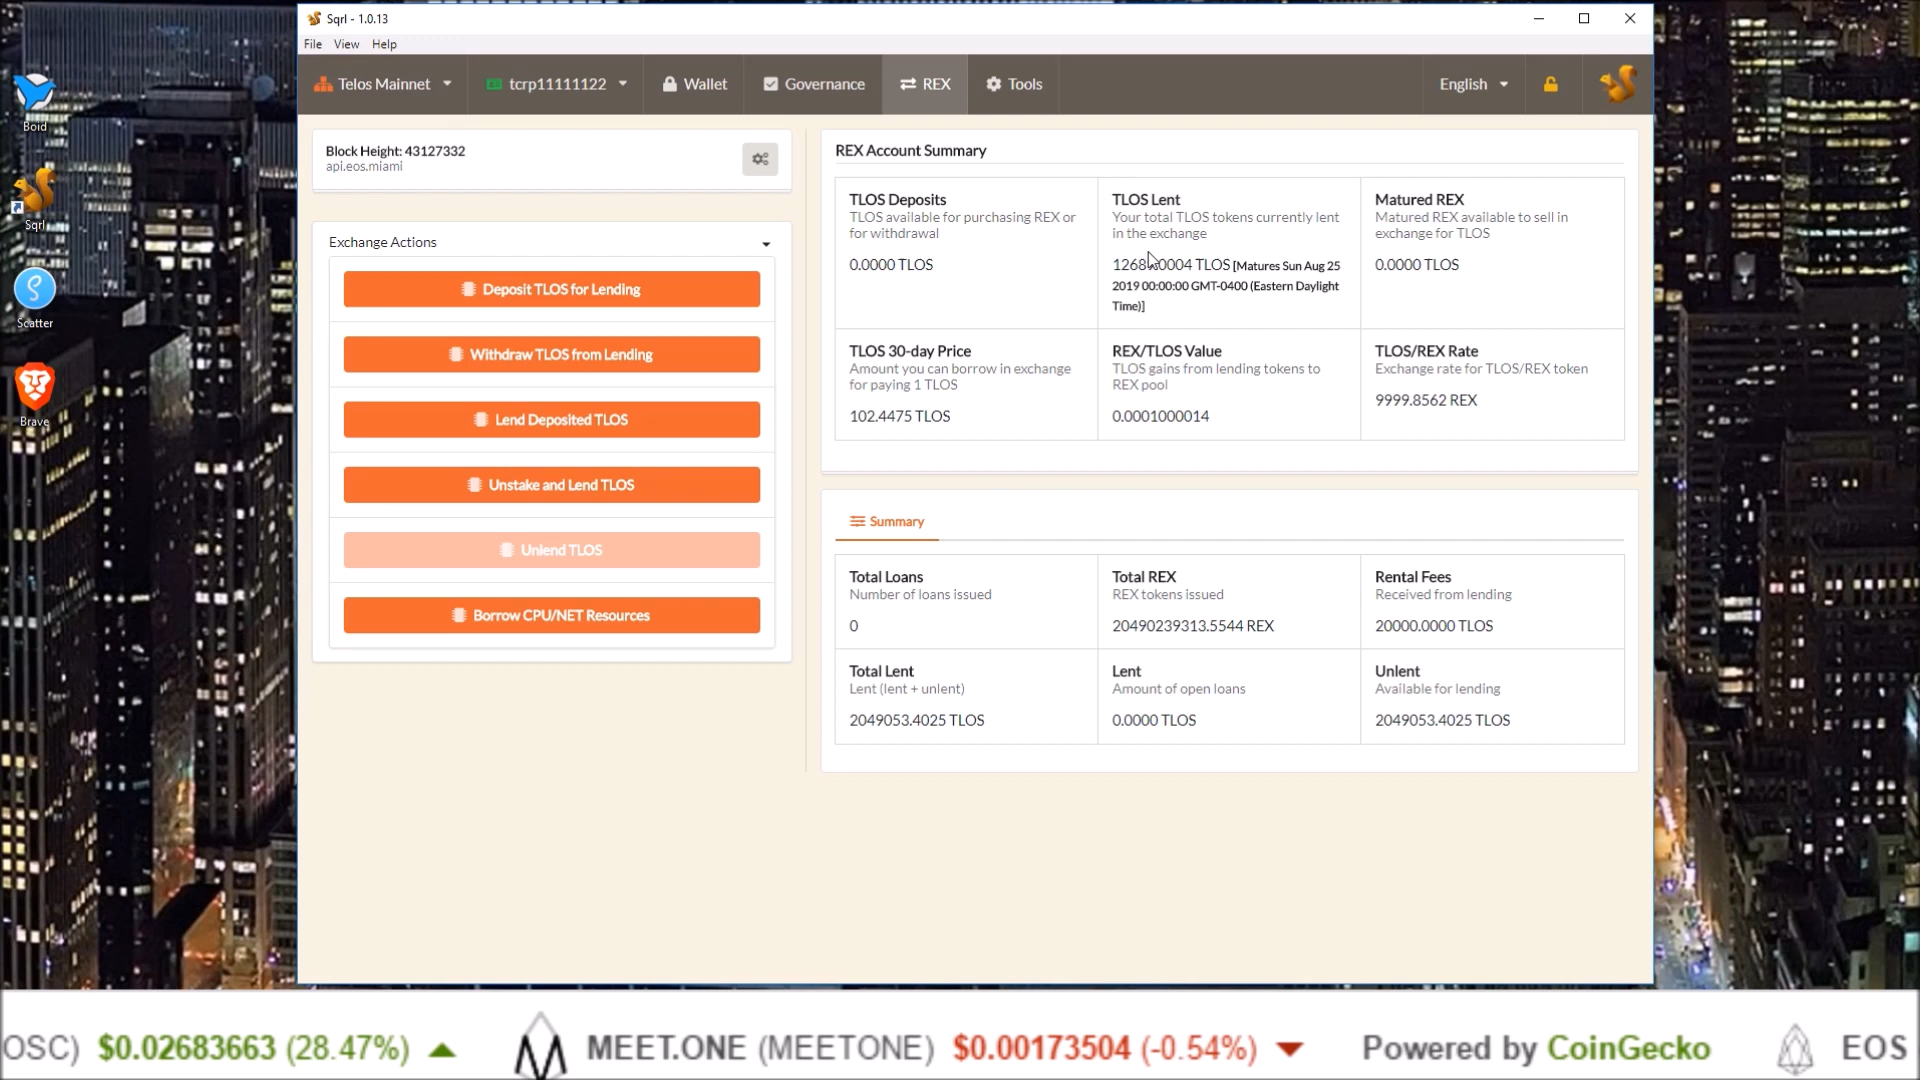 Sqrl - 1.0.13
File View Help
Telos Mainnet
tcrp11111122
Wallet
Governance
REX
Tools
English
Boid
Sqrl
Scatter
Brave
Block Height: 43127332
api.eos.miami
Exchange Actions
Deposit TLOS for Lending
Withdraw TLOS from Lending
Lend Deposited TLOS
Unstake and Lend TLOS
Unlend TLOS
Borrow CPU/NET Resources
REX Account Summary
TLOS Deposits
TLOS available for purchasing REX or
for withdrawal
0.0000 TLOS
TLOS Lent
Your total TLOS tokens currently lent
in the exchange
TLOS [Matures Sun Aug 25
2019 00:00:00 GMT-0400 (Eastern Daylight
Time)]
Matured REX
Matured REX available to sell in
exchange for TLOS
0.0000 TLOS
TLOS 30-day Price
Amount you can borrow in exchange
for paying 1 TLOS
102.4475 TLOS
REX/TLOS Value
TLOS gains from lending tokens to
REX pool
0.0001000014
TLOS/REX Rate
Exchange rate for TLOS/REX token
9999.8562 REX
Summary
Total Loans
Number of loans issued
0
Total REX
REX tokens issued
20490239313.5544 REX
Rental Fees
Received from lending
20000.0000 TLOS
Total Lent
Lent (lent + unlent)
2049053.4025 TLOS
Lent
Amount of open loans
0.0000 TLOS
Unlent
Available for lending
2049053.4025 TLOS
OSC) $0.02683663 (28.47%) MEET.ONE (MEETONE) $0.00173504 (-0.54%) Powered by CoinGecko EOS